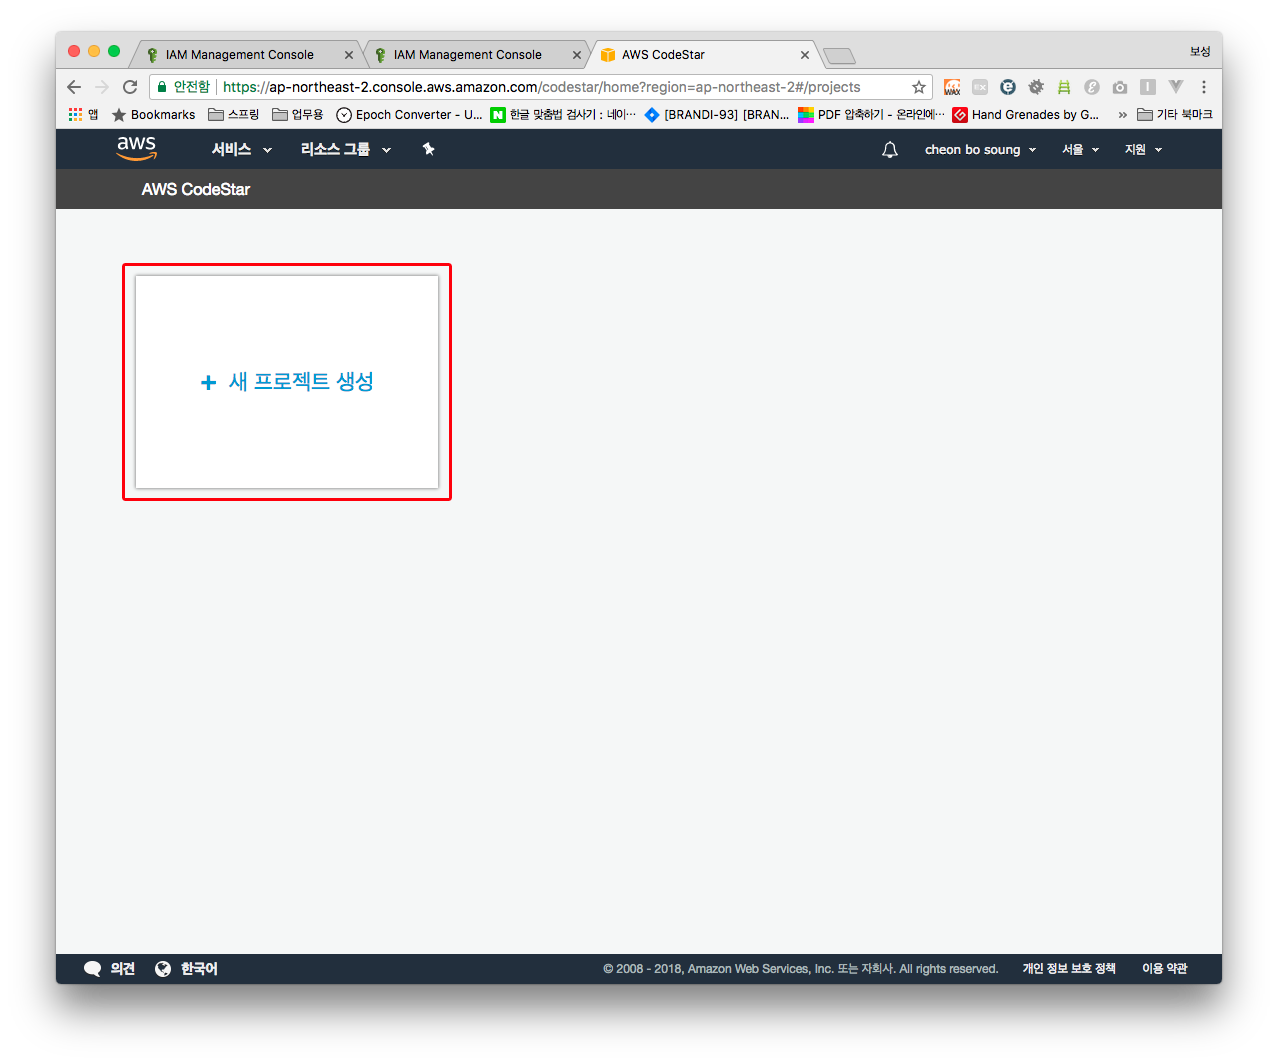 IAM Management Console
IAM Management Console
AWS CodeStar
보성
안전함 https://ap-northeast-2.console.aws.amazon.com/codestar/home?region=ap-northeast-2#/projects
앱 Bookmarks 스프링 업무용 Epoch Converter - U... 한글 맞춤법 검사기 : 네이... [BRANDI-93] [BRAN... PDF 압축하기 - 온라인에... Hand Grenades by G... » 기타 북마크
aws 서비스 리소스 그룹 cheon bo soung 서울 지원
AWS CodeStar
+ 새 프로젝트 생성
의견 한국어 © 2008 - 2018, Amazon Web Services, Inc. 또는 자회사. All rights reserved. 개인 정보 보호 정책 이용 약관